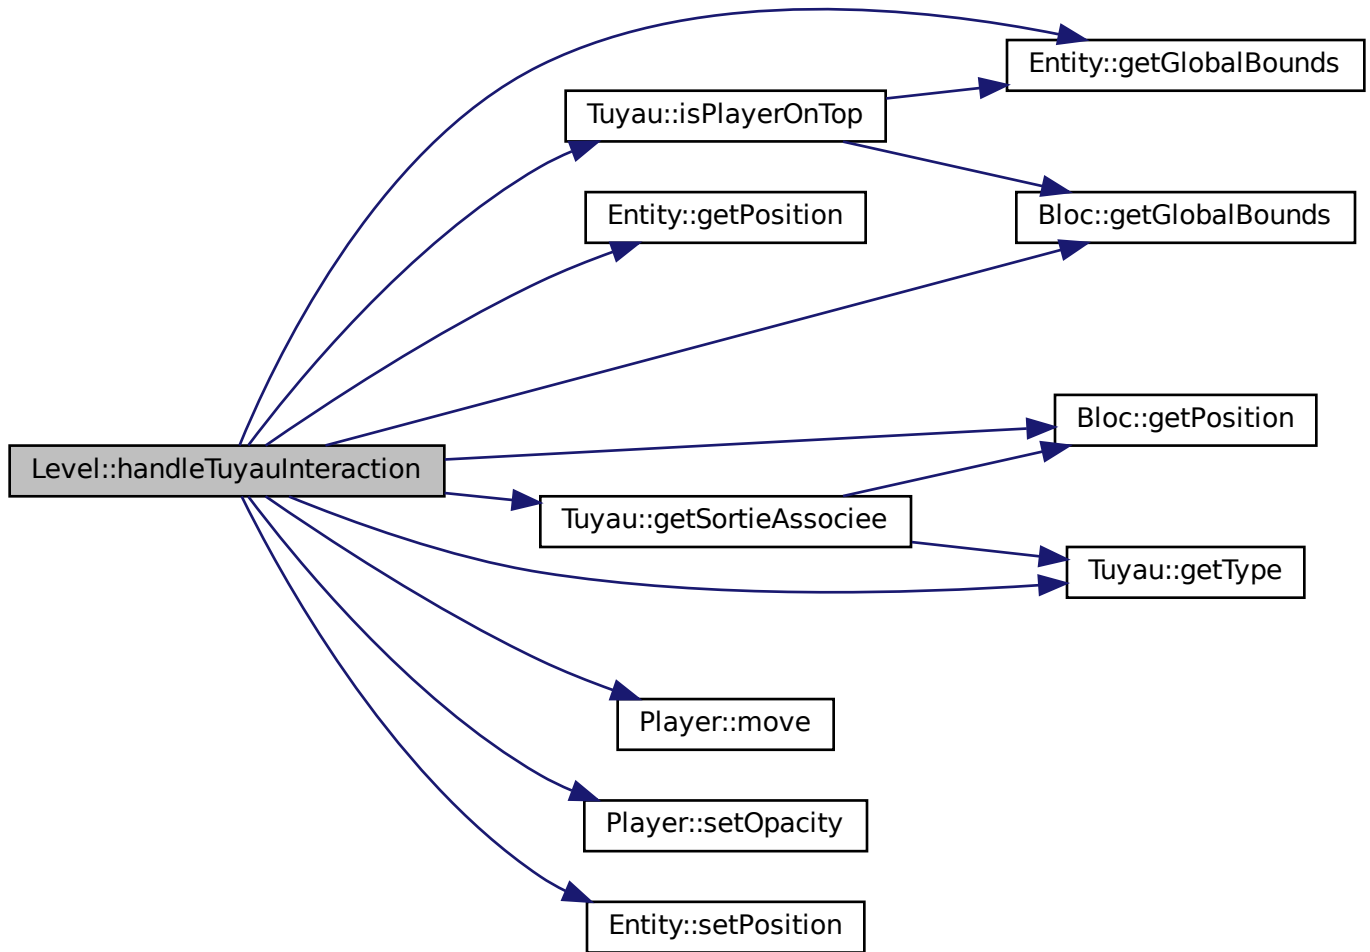 Entity::getGlobalBounds
Tuyau::isPlayerOnTop
Entity::getPosition
Bloc::getGlobalBounds
Bloc::getPosition
Level::handleTuyauInteraction
Tuyau::getSortieAssociee
Tuyau::getType
Player::move
Player::setOpacity
Entity::setPosition